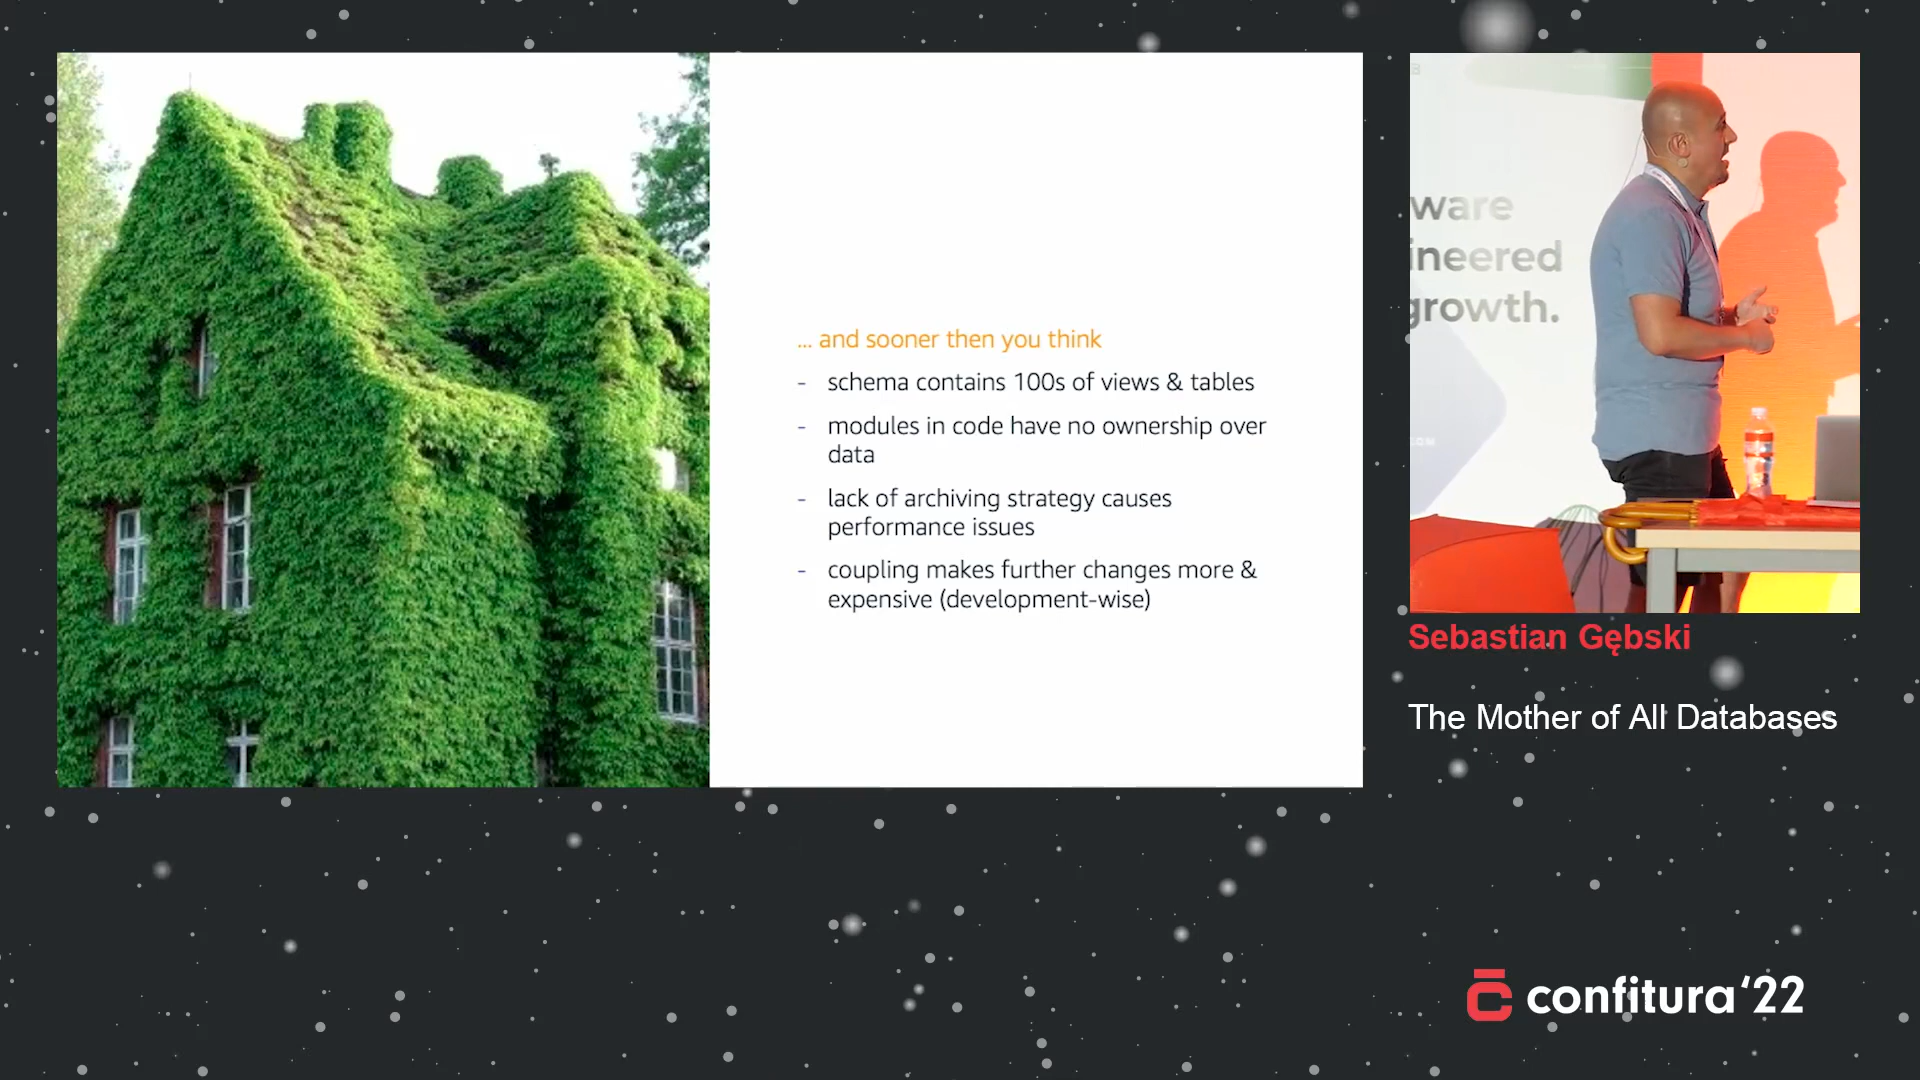 ... and sooner then you think
- schema contains 100s of views & tables
- modules in code have no ownership over
data
- lack of archiving strategy causes
performance issues
- coupling makes further changes more &
expensive (development-wise)
ware
ineered
growth.
Sebastian Gębski
The Mother of All Databases
confitura '22